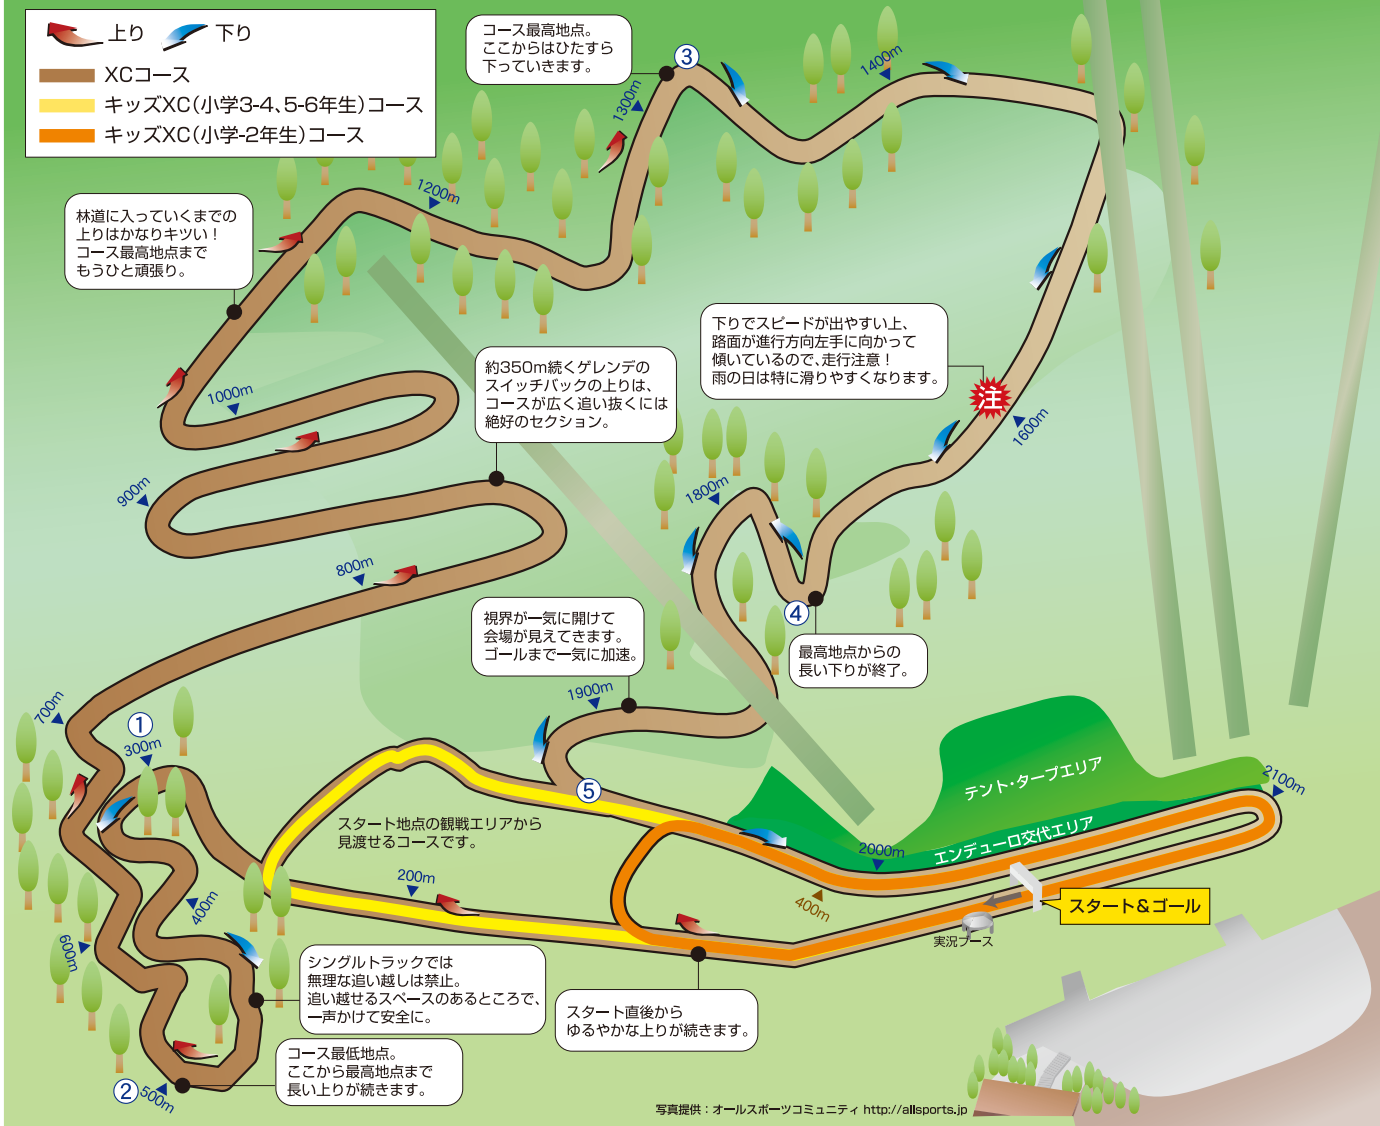 上り
下り
XCコース
キッズXC(小学3-4、5-6年生)コース
キッズXC(小学-2年生)コース
コース最高地点。
ここからはひたすら
下っていきます。
③
1300m
1400m
1200m
林道に入っていくまでの
上りはかなりキツい！
コース最高地点まで
もうひと頑張り。
下りでスピードが出やすい上、
路面が進行方向左手に向かって
傾いているので、走行注意！
雨の日は特に滑りやすくなります。
注
1600m
約350m続くゲレンデの
スイッチバックの上りは、
コースが広く追い抜くには
絶好のセクション。
1000m
900m
800m
1800m
④
最高地点からの
長い下りが終了。
視界が一気に開けて
会場が見えてきます。
ゴールまで一気に加速。
1900m
700m
①
300m
⑤
スタート地点の観戦エリアから
見渡せるコースです。
テント・タープエリア
エンデューロ交代エリア
2100m
2000m
400m
200m
スタート&ゴール
実況ブース
400m
600m
シングルトラックでは
無理な追い越しは禁止。
追い越せるスペースのあるところで、
一声かけて安全に。
スタート直後から
ゆるやかな上りが続きます。
コース最低地点。
ここから最高地点まで
長い上りが続きます。
②
500m
写真提供：オールスポーツコミュニティ http://allsports.jp